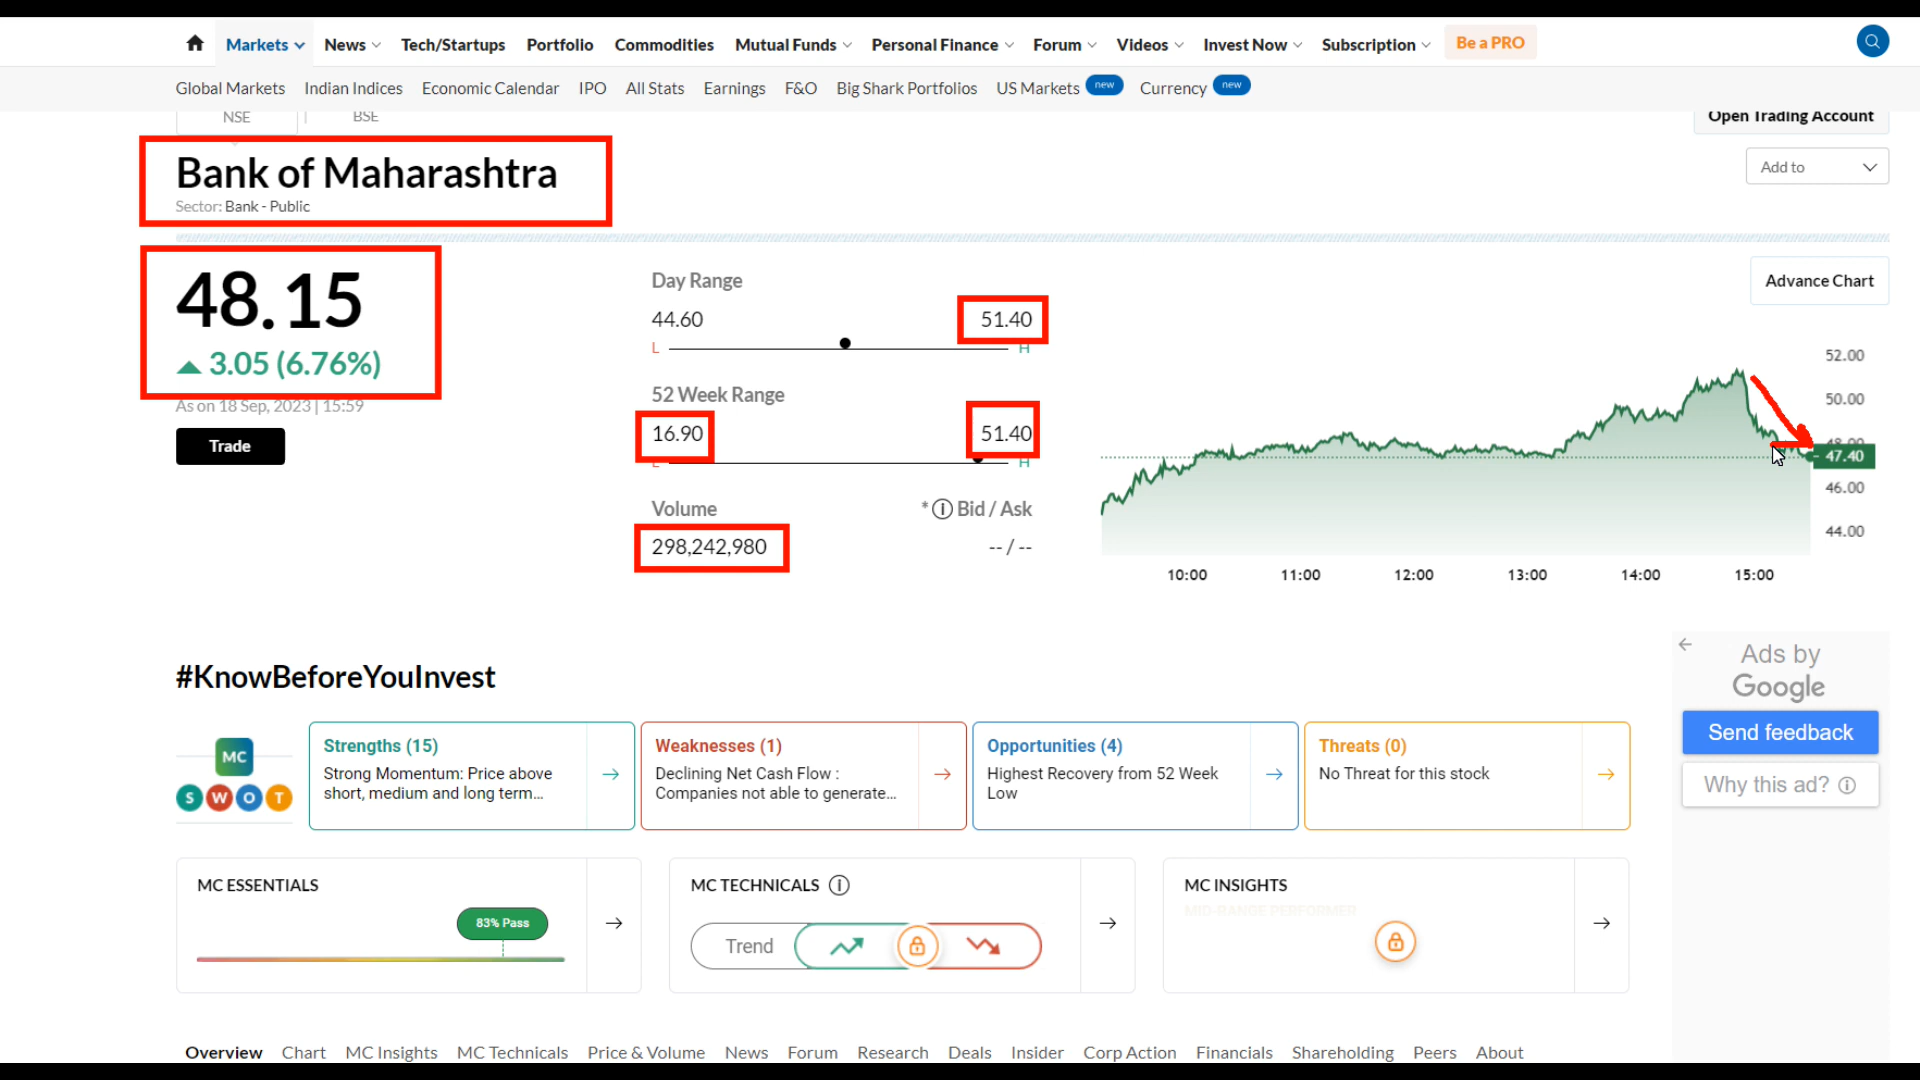 Markets News Tech/Startups Portfolio Commodities Mutual Funds Personal Finance Forum Videos Invest Now Subscription Be a PRO
Global Markets Indian Indices Economic Calendar IPO All Stats Earnings F&O Big Shark Portfolios US Markets new Currency new
NSE BSE
Open Trading Account
Bank of Maharashtra
Add to
Sector: Bank - Public
48.15
3.05 (6.76%)
As on 18 Sep, 2023 | 15:59
Trade
Day Range
44.60 51.40
L H
52 Week Range
16.90 51.40
L H
Volume * Bid / Ask
298,242,980 -- / --
Advance Chart
52.00
50.00
48.00
47.40
46.00
44.00
10:00 11:00 12:00 13:00 14:00 15:00
#KnowBeforeYouInvest
MC
S W O T
Strengths (15)
Strong Momentum: Price above
short, medium and long term...
Weaknesses (1)
Declining Net Cash Flow :
Companies not able to generate...
Opportunities (4)
Highest Recovery from 52 Week
Low
Threats (0)
No Threat for this stock
Ads by
Google
Send feedback
Why this ad?
MC ESSENTIALS
83% Pass
MC TECHNICALS
Trend
MC INSIGHTS
MID-RANGE PERFORMER
Overview Chart MC Insights MC Technicals Price & Volume News Forum Research Deals Insider Corp Action Financials Shareholding Peers About